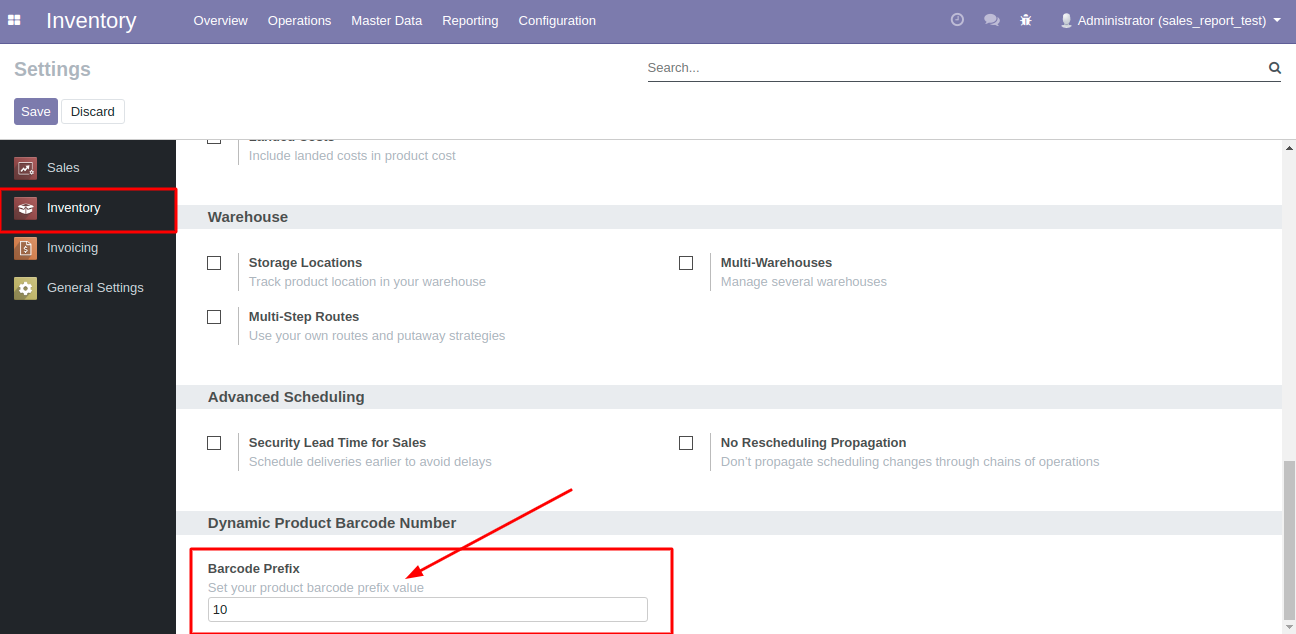 Inventory Overview Operations Master Data Reporting Configuration Administrator (sales_report_test)
Settings Search...
Save Discard
Sales
Inventory
Invoicing
General Settings
Landed Costs
Include landed costs in product cost
Warehouse
Storage Locations
Track product location in your warehouse
Multi-Warehouses
Manage several warehouses
Multi-Step Routes
Use your own routes and putaway strategies
Advanced Scheduling
Security Lead Time for Sales
Schedule deliveries earlier to avoid delays
No Rescheduling Propagation
Don't propagate scheduling changes through chains of operations
Dynamic Product Barcode Number
Barcode Prefix
Set your product barcode prefix value
10